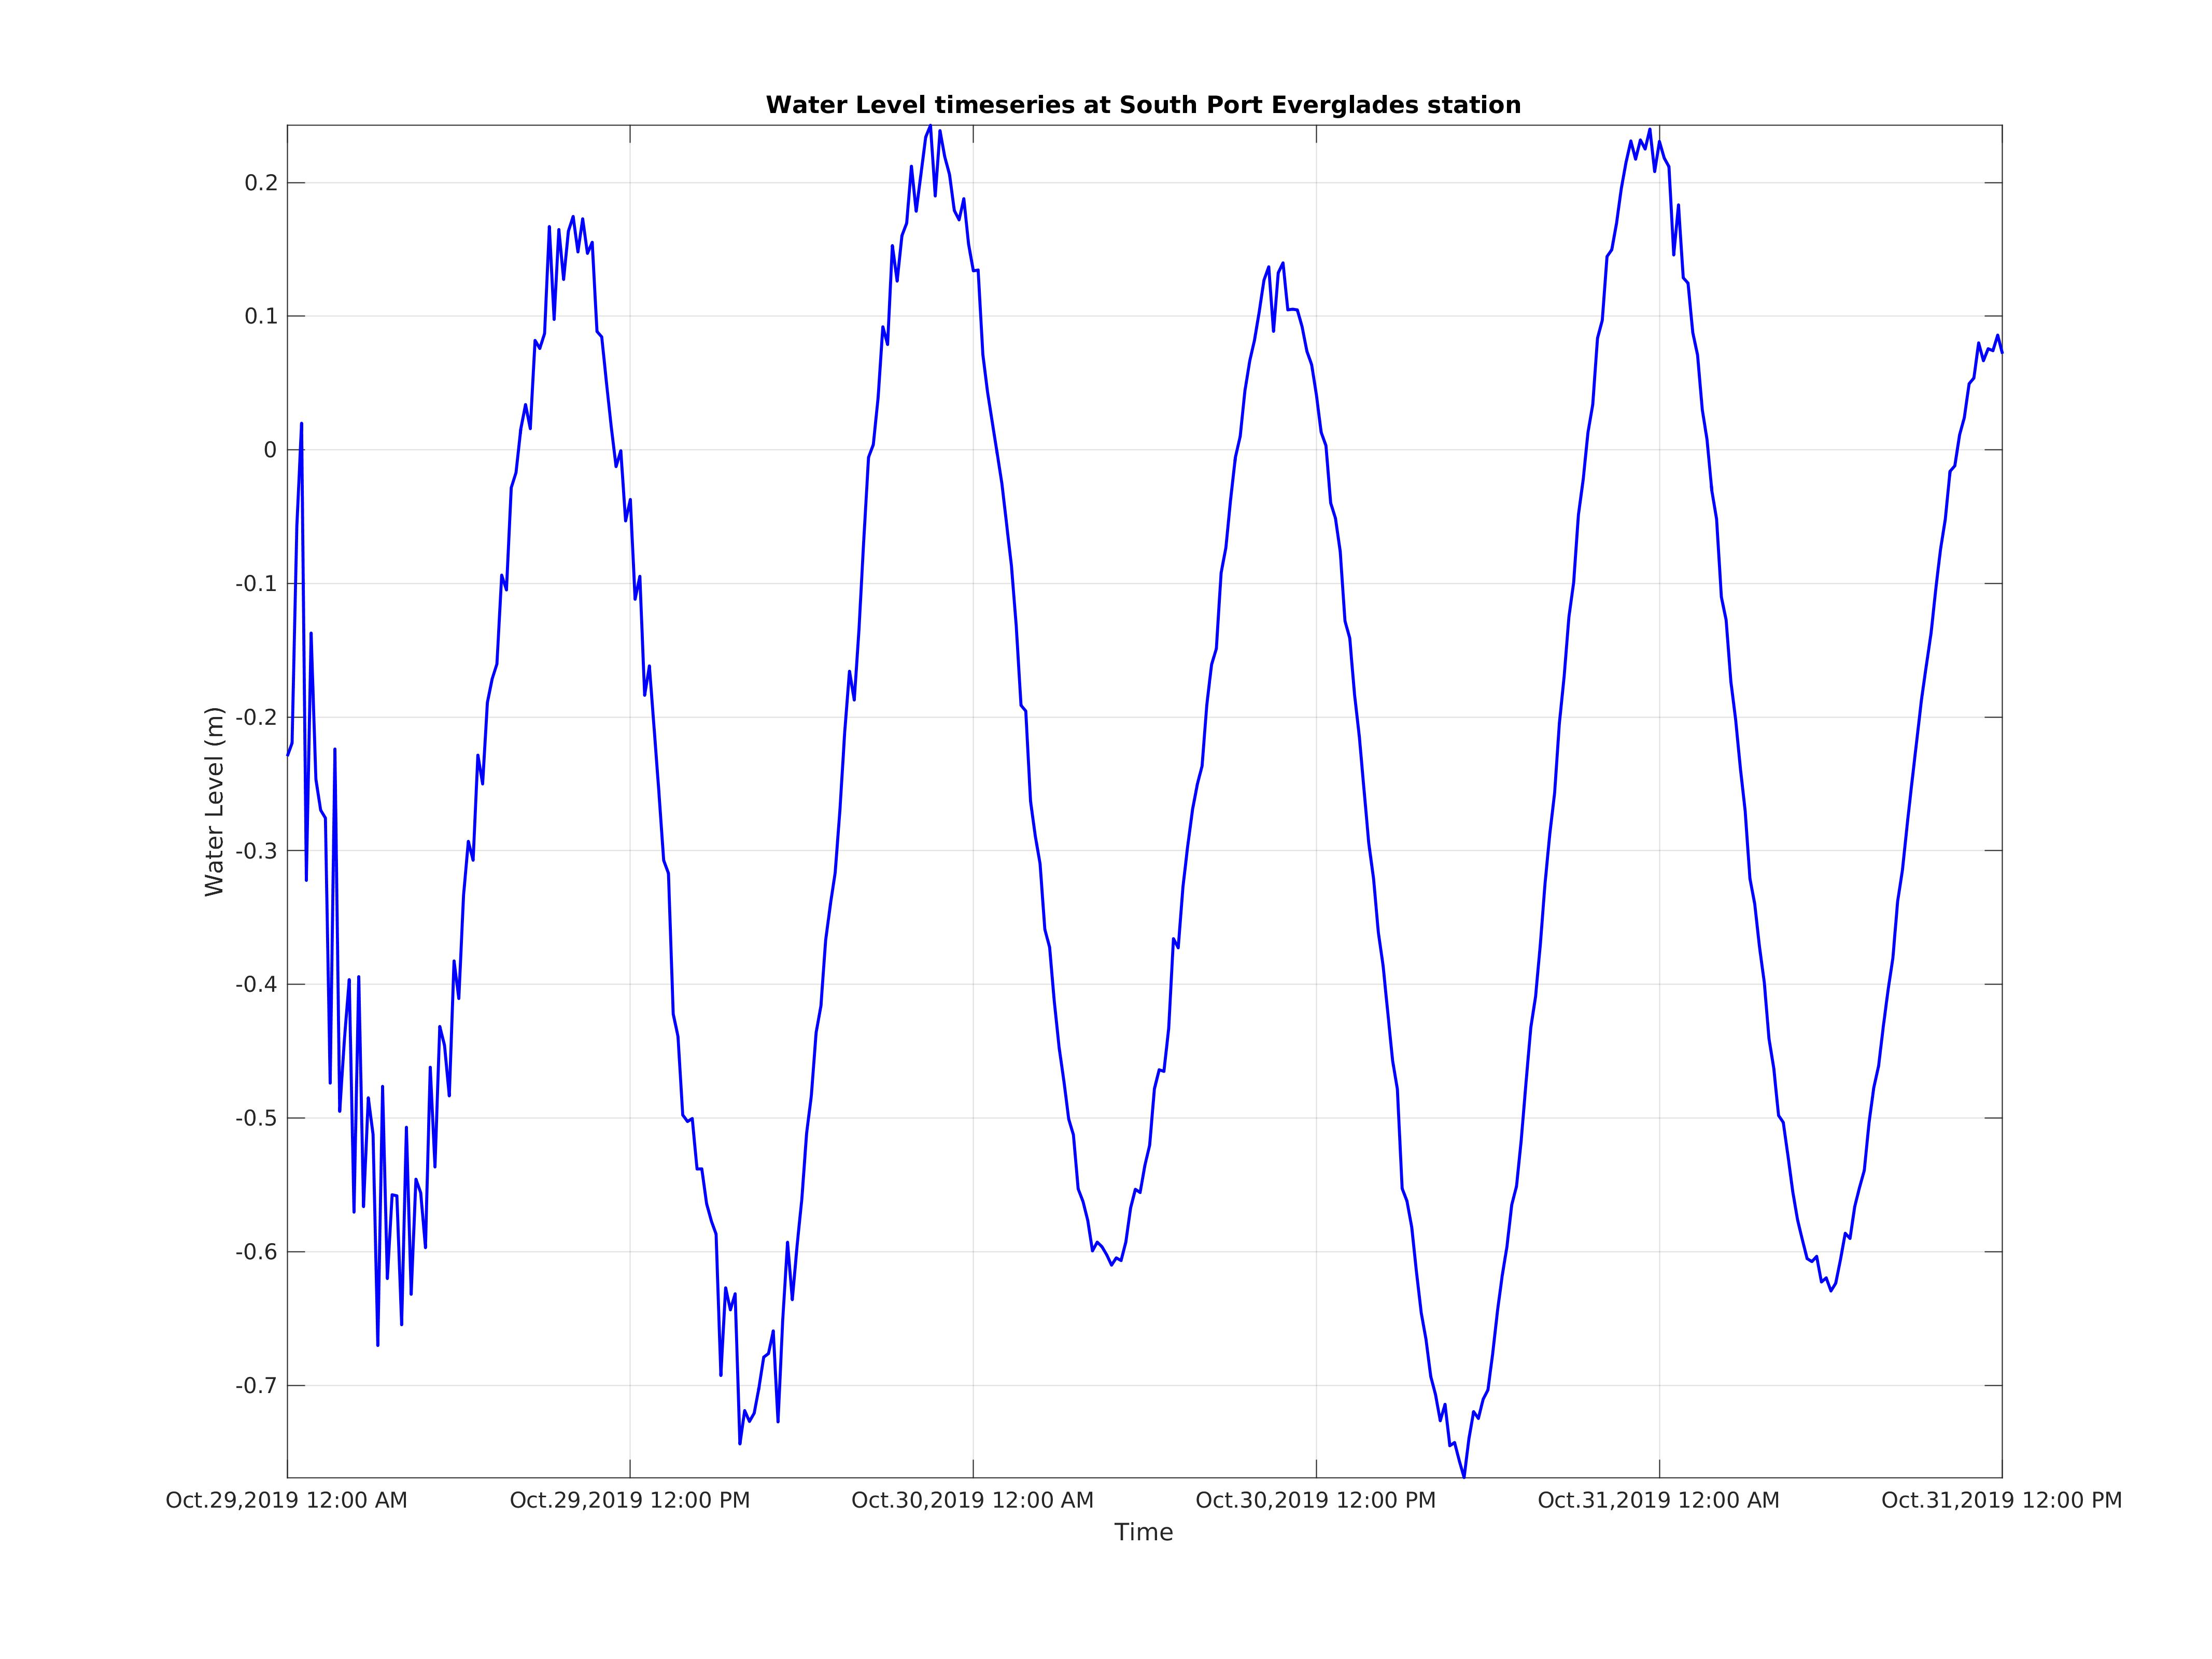 Water Level timeseries at South Port Everglades station
0.2
0.1
0
-0.1
-0.2
-0.3
-0.4
-0.5
-0.6
-0.7
Water Level (m)
Oct.29,2019 12:00 AM
Oct.29,2019 12:00 PM
Oct.30,2019 12:00 AM
Oct.30,2019 12:00 PM
Oct.31,2019 12:00 AM
Oct.31,2019 12:00 PM
Time